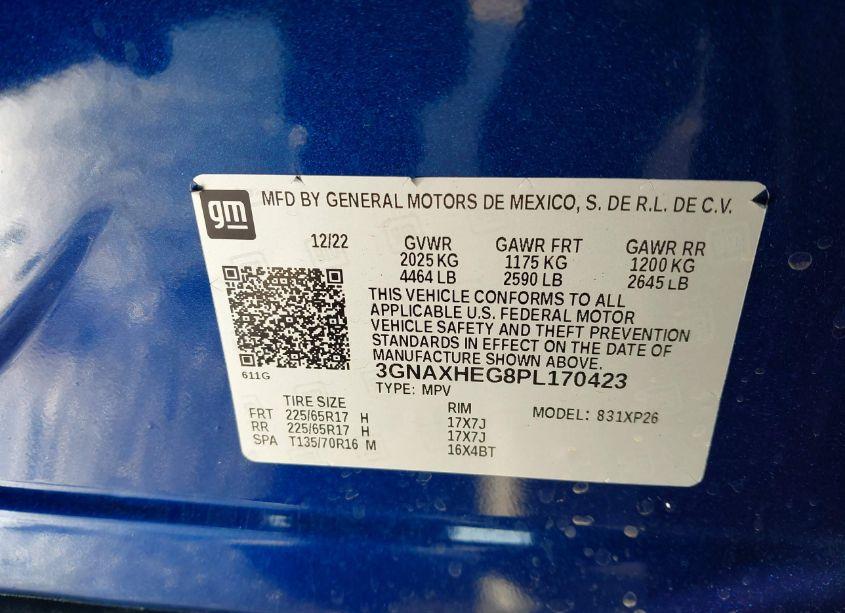 gm MFD BY GENERAL MOTORS DE MEXICO, S. DE R.L. DE C.V.
12/22 GVWR GAWR FRT GAWR RR
2025 KG 1175 KG 1200 KG
4464 LB 2590 LB 2645 LB
THIS VEHICLE CONFORMS TO ALL
APPLICABLE U.S. FEDERAL MOTOR
VEHICLE SAFETY AND THEFT PREVENTION
STANDARDS IN EFFECT ON THE DATE OF
MANUFACTURE SHOWN ABOVE.
611G 3GNAXHEG8PL170423
TYPE: MPV
TIRE SIZE RIM MODEL: 831XP26
FRT 225/65R17 H 17X7J
RR 225/65R17 H 17X7J
SPA T135/70R16 M 16X4BT